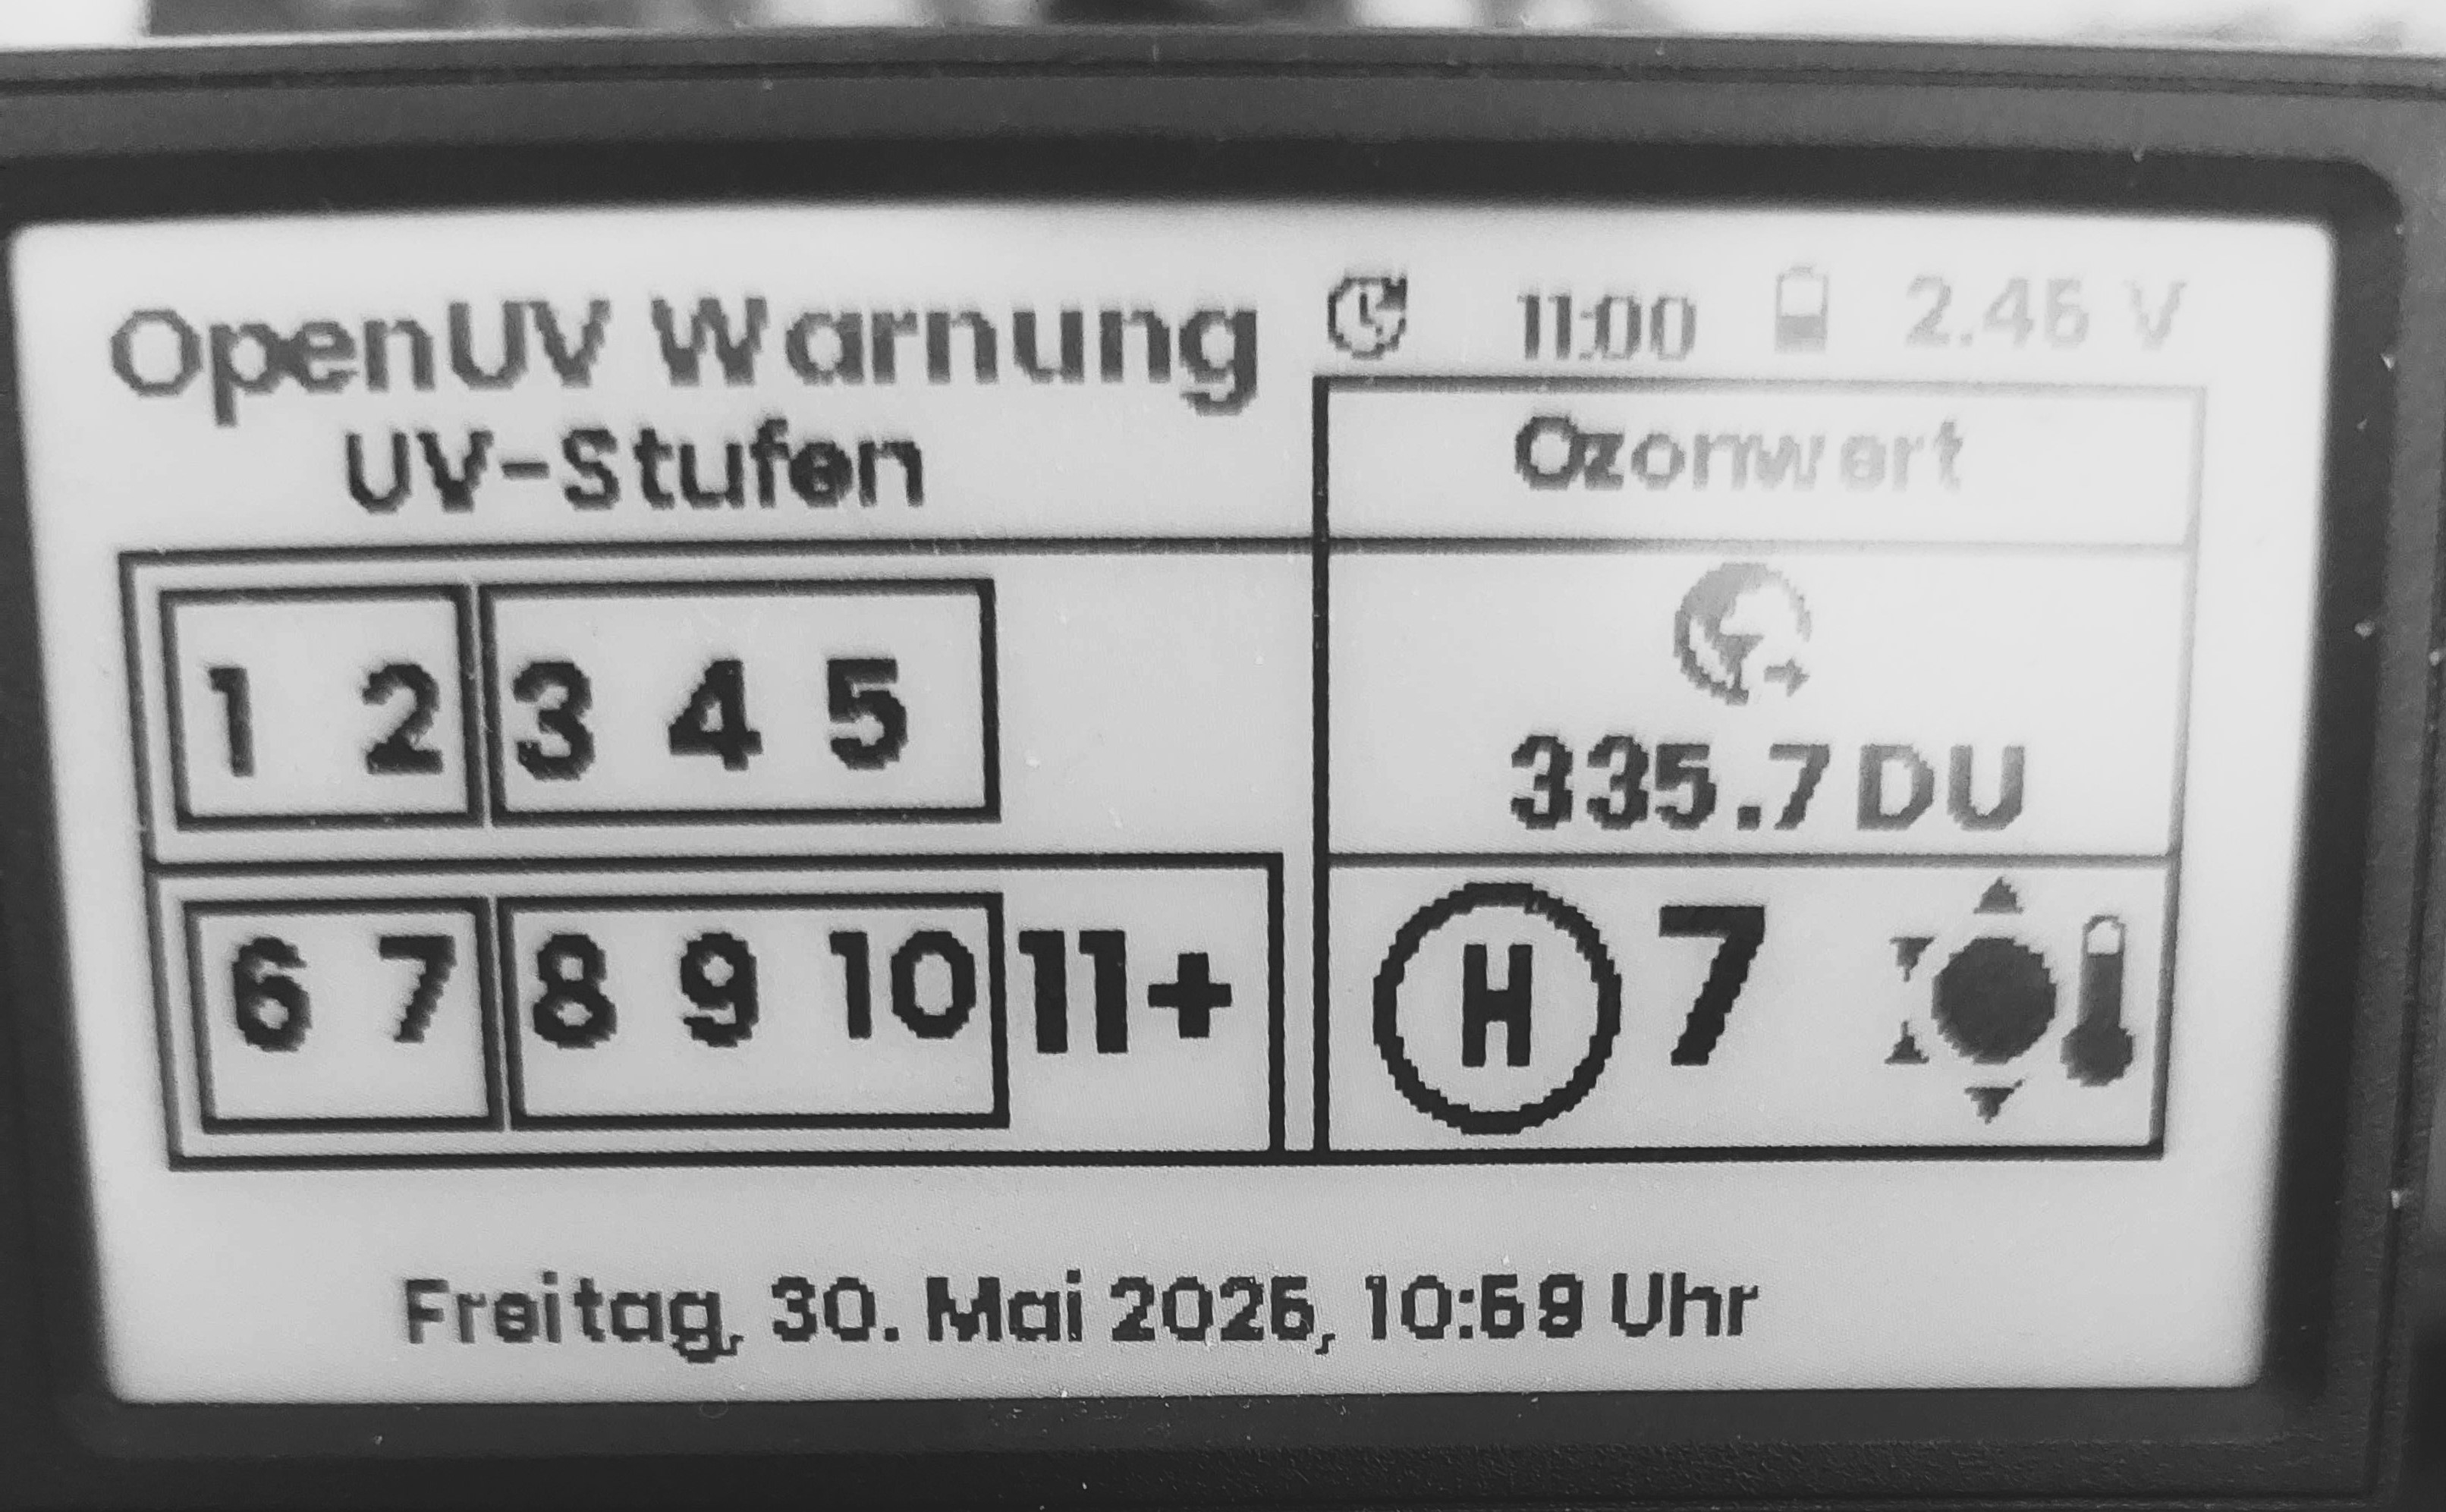 OpenUV Warnung
11:00 2.46 V
UV-Stufen
Ozonwert
1 2 3 4 5
335.7 DU
6 7 8 9 10 11+
H 7
Freitag, 30. Mai 2025, 10:59 Uhr